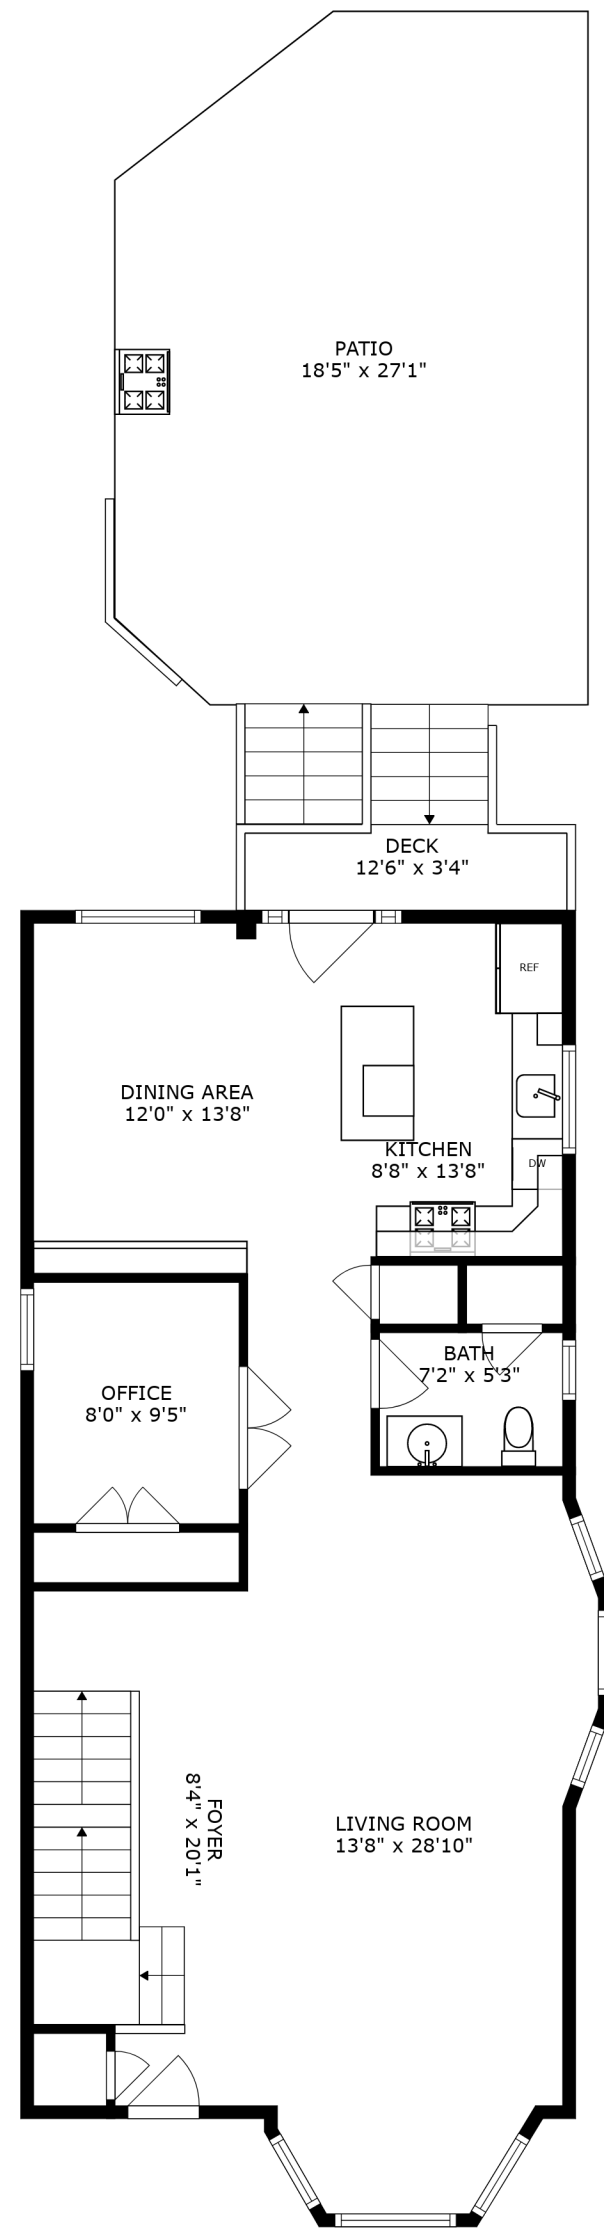 PATIO
18'5" x 27'1"
DECK
12'6" x 3'4"
REF
DINING AREA
12'0" x 13'8"
KITCHEN
8'8" x 13'8"
DW
BATH
7'2" x 5'3"
OFFICE
8'0" x 9'5"
FOYER
8'4" x 20'1"
LIVING ROOM
13'8" x 28'10"